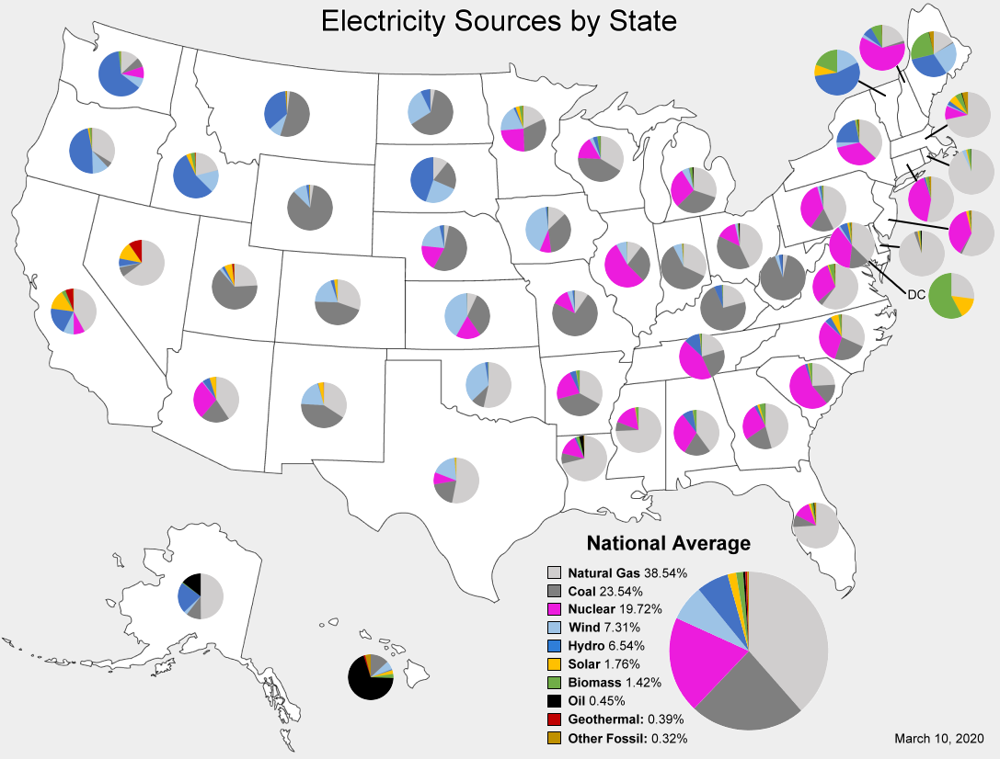 Electricity Sources by State
DC
National Average
Natural Gas 38.54%
Coal 23.54%
Nuclear 19.72%
Wind 7.31%
Hydro 6.54%
Solar 1.76%
Biomass 1.42%
Oil 0.45%
Geothermal: 0.39%
Other Fossil: 0.32%
March 10, 2020